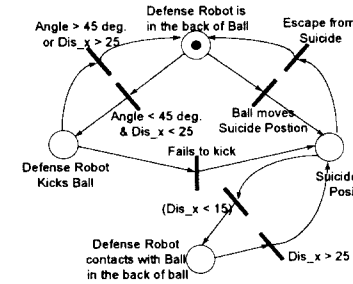 Defense Robot is
in the back of Ball
Angle > 45 deg.
or Dis_x > 25
Escape from
Suicide
Angle < 45 deg.
& Dis_x < 25
Ball moves
Suicide Postion
Fails to kick
Defense Robot
Kicks Ball
(Dis_x < 15)
Defense Robot
contacts with Ball
in the back of ball
Dis_x > 25